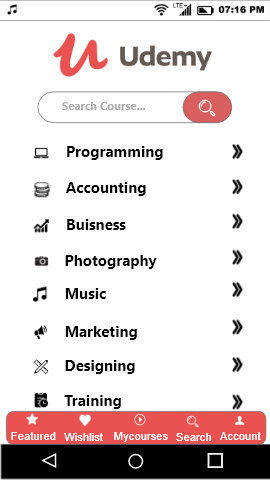 LTE
07:16 PM
Udemy
Search Course...
Programming
Accounting
Buisness
Photography
Music
Marketing
Designing
Training
Featured Wishlist Mycourses Search Account